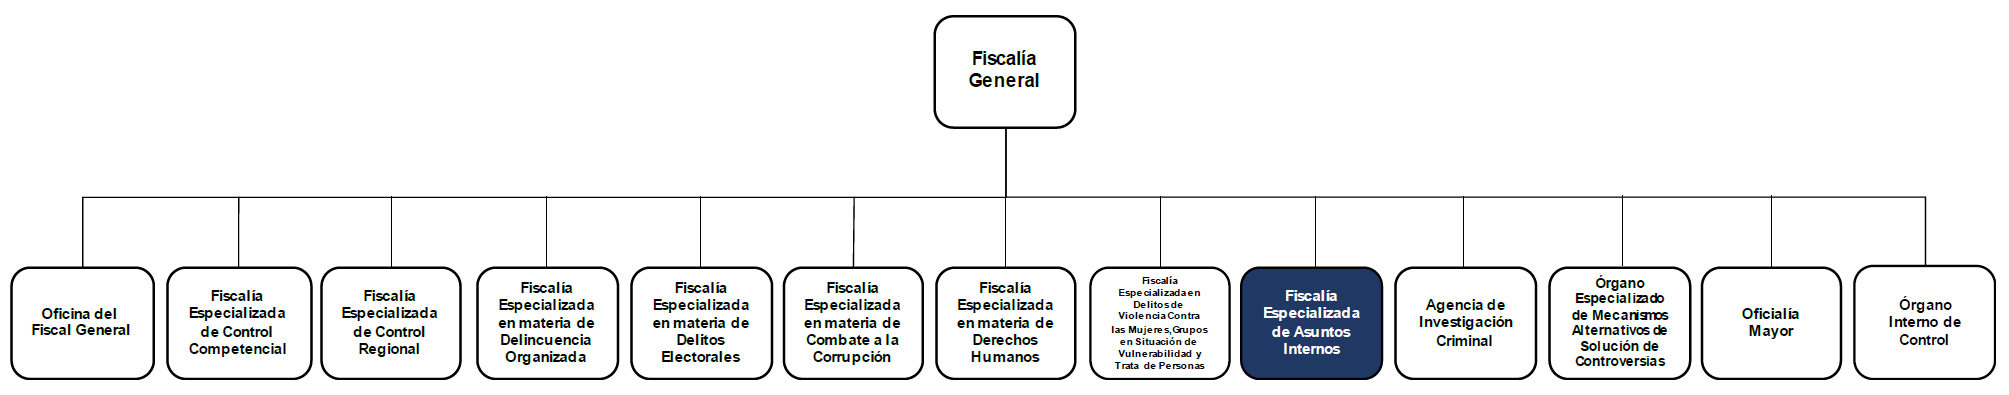 Fiscalía
General
Oficina del
Fiscal General
Fiscalía
Especializada
de Control
Competencial
Fiscalía
Especializada
de Control
Regional
Fiscalía
Especializada
en materia de
Delincuencia
Organizada
Fiscalía
Especializada
en materia de
Delitos
Electorales
Fiscalía
Especializada
en materia de
Combate a la
Corrupción
Fiscalía
Especializada
en materia de
Derechos
Humanos
Fiscalía
Especializada en
Delitos de
Violencia Contra
las Mujeres,Grupos
en Situación de
Vulnerabilidad y
Trata de Personas
Fiscalía
Especializada
de Asuntos
Internos
Agencia de
Investigación
Criminal
Órgano
Especializado
de Mecanismos
Alternativos de
Solución de
Controversias
Oficialía
Mayor
Órgano
Interno de
Control